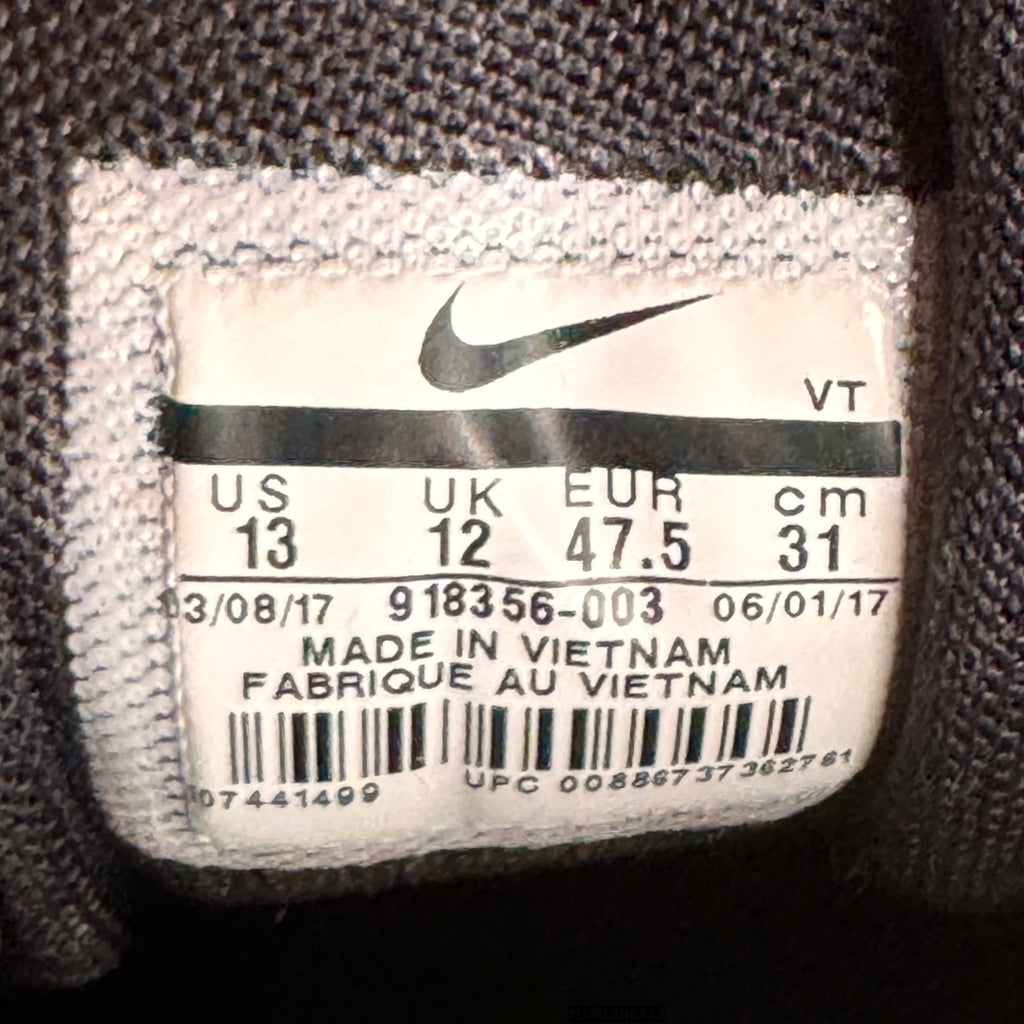 VT
US UK EUR cm
13 12 47.5 31
3/08/17 918356-003 06/01/17
MADE IN VIETNAM
FABRIQUE AU VIETNAM
07441499 UPC 00886737362761